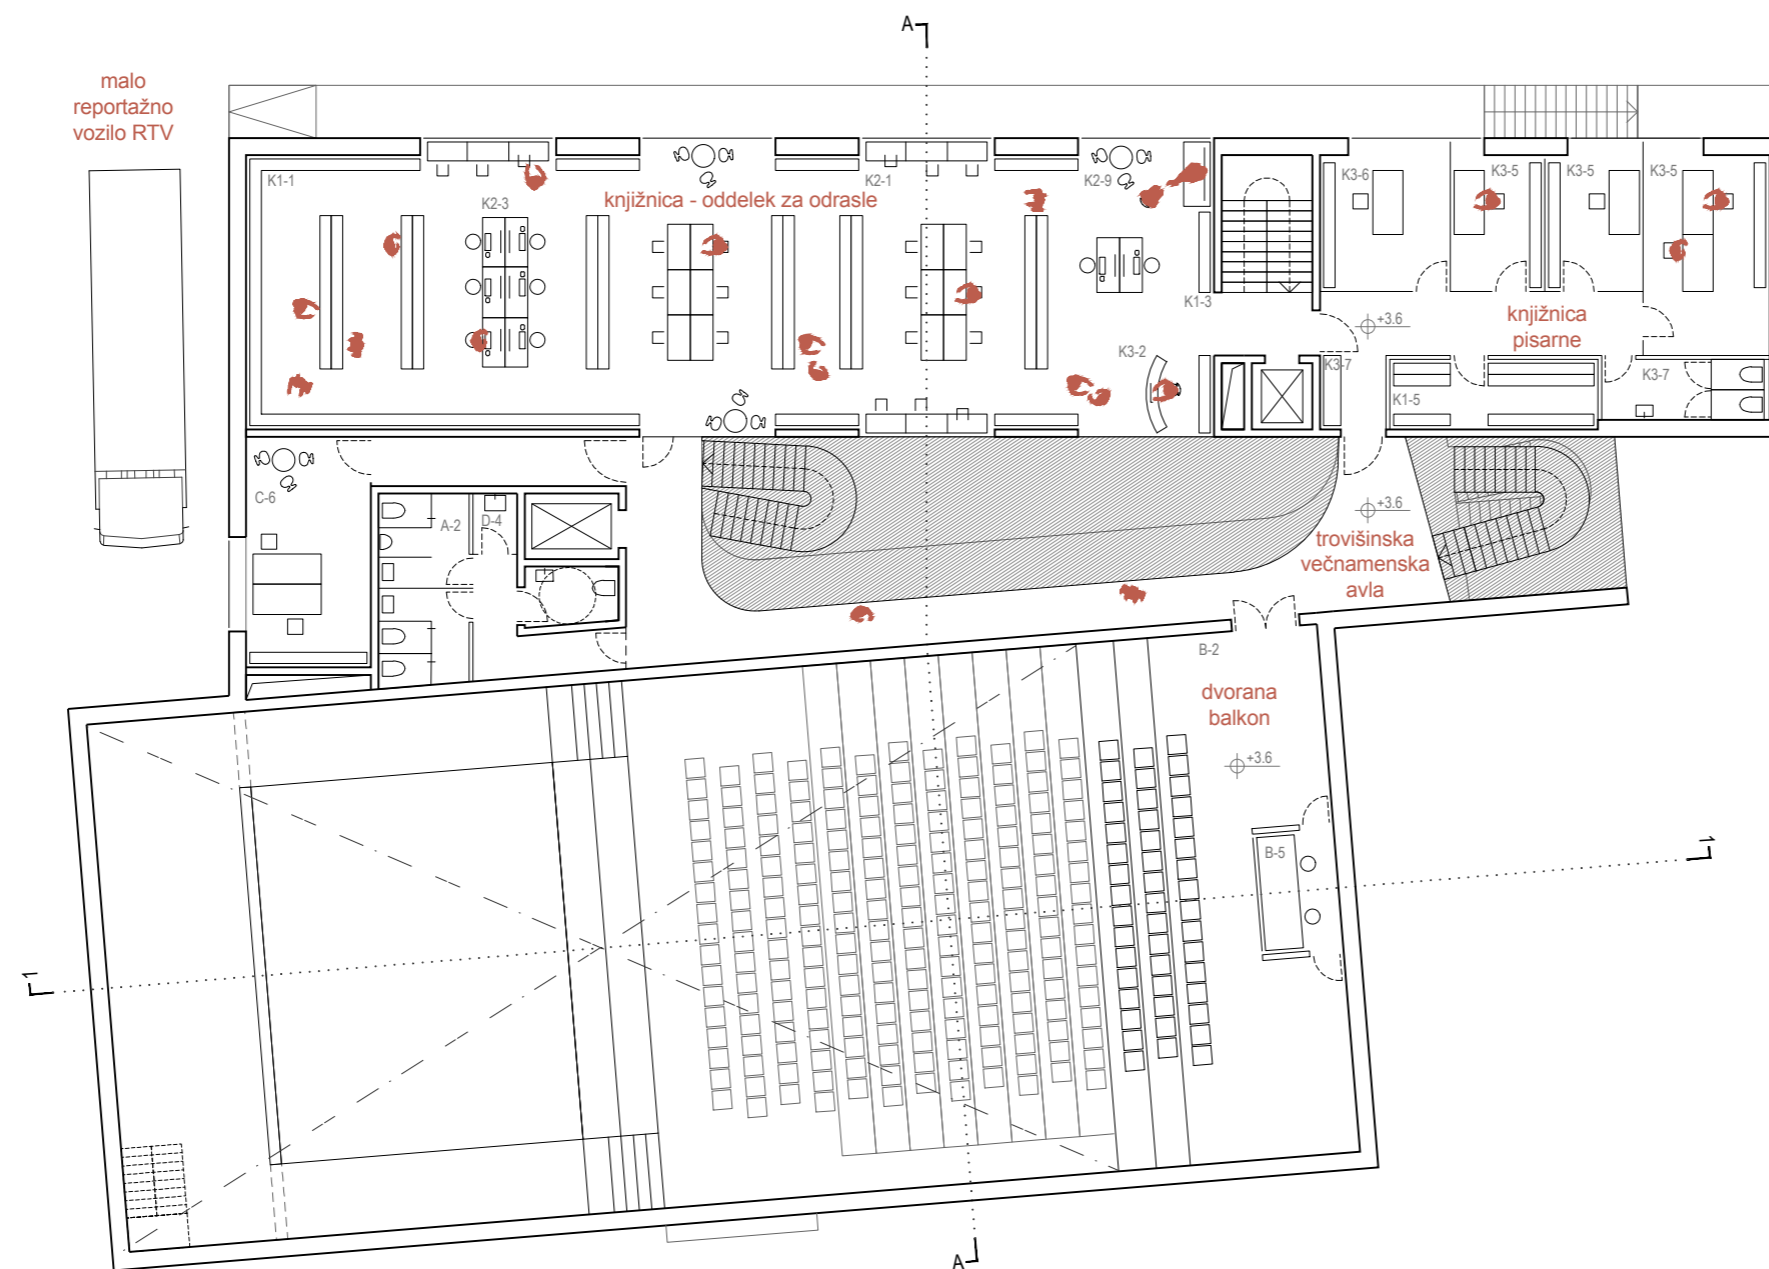 A
malo
reportažno
vozilo RTV
K1-1
K2-3
knjižnica - oddelek za odrasle
K2-1
K2-9
K1-3
K3-2
K3-6
K3-5
K3-5
K3-5
+3.6
knjižnica
pisarne
K3-7
K1-5
K3-7
C-6
A-2
D-4
+3.6
trovišinska
večnamenska
avla
B-2
dvorana
balkon
+3.6
B-5
1
1
A